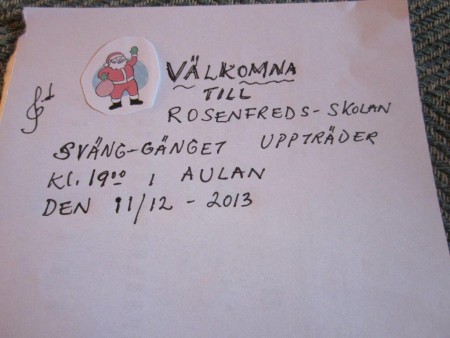 VÄLKOMNA
TILL
ROSENFREDS-SKOLAN
SVÄNG-GÄNGET UPPTRÄDER
Kl. 19⁰⁰ I AULAN
DEN 11/12 - 2013